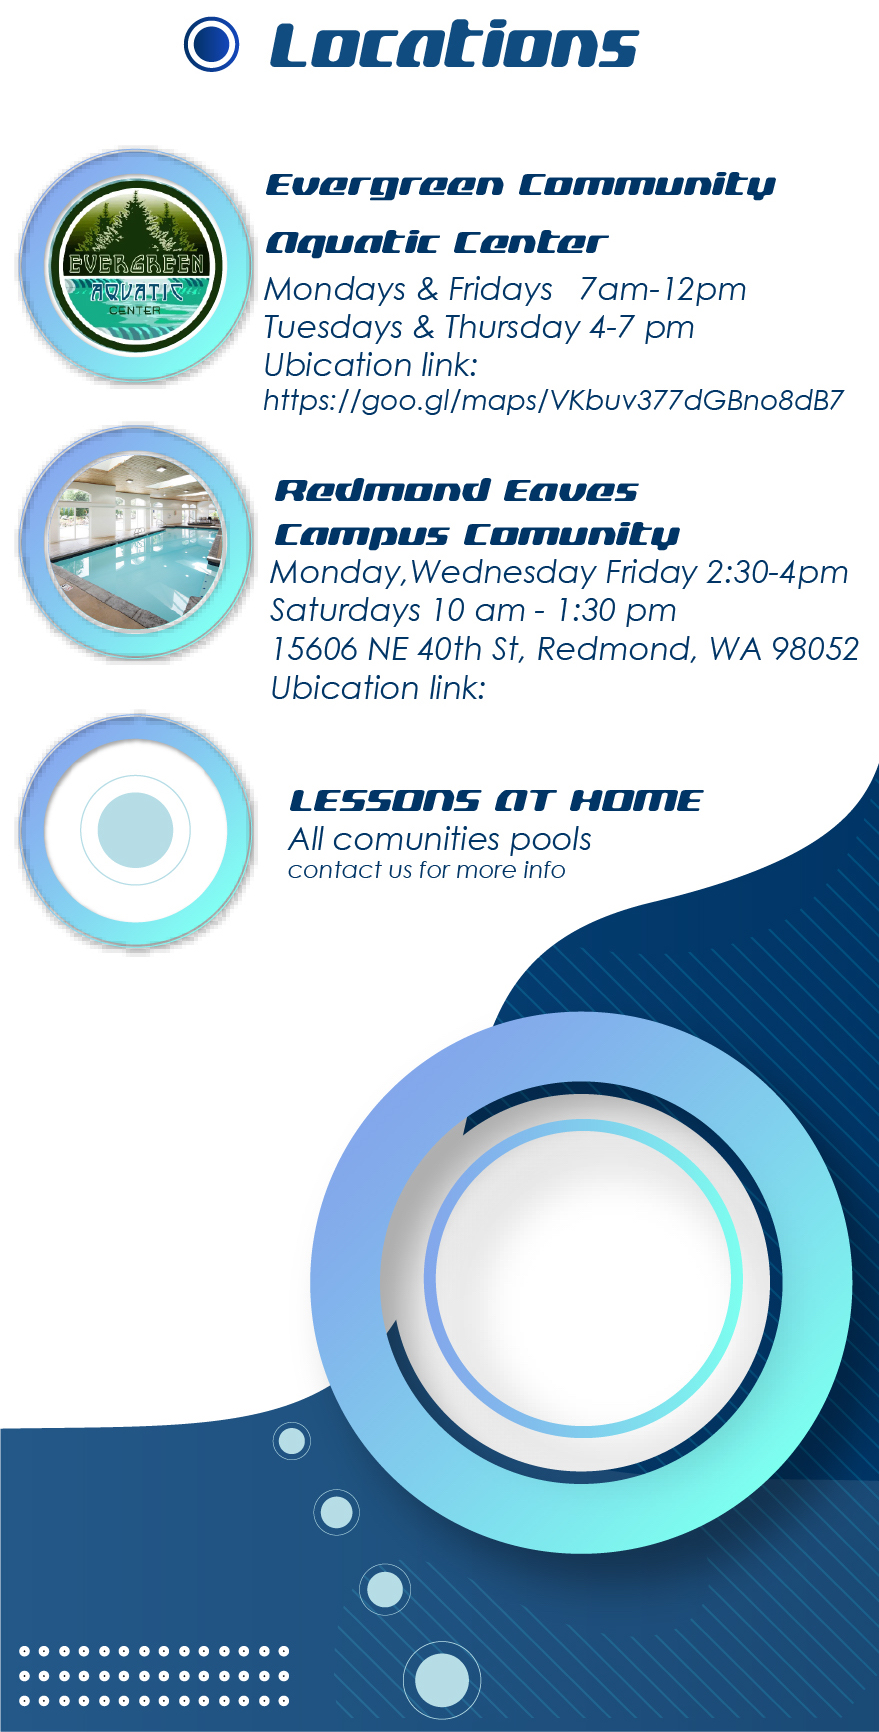 Locations
Evergreen Community
Aquatic Center
EVERGREEN
AQUATIC
CENTER
Mondays & Fridays 7am-12pm
Tuesdays & Thursday 4-7 pm
Ubication link:
https://goo.gl/maps/VKbuv377dGBno8dB7
Redmond Eaves
Campus Comunity
Monday,Wednesday Friday 2:30-4pm
Saturdays 10 am - 1:30 pm
15606 NE 40th St, Redmond, WA 98052
Ubication link:
LESSONS AT HOME
All comunities pools
contact us for more info